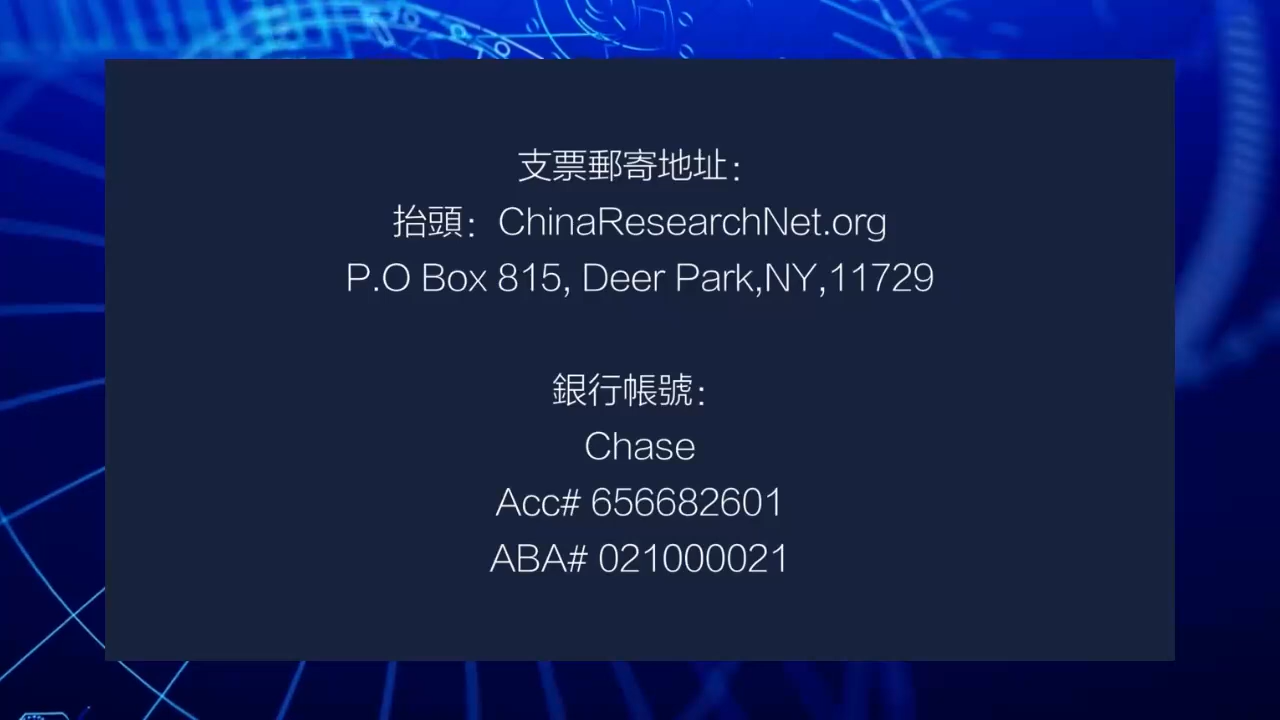 支票郵寄地址：
抬頭：ChinaResearchNet.org
P.O Box 815, Deer Park,NY,11729
銀行帳號：
Chase
Acc# 656682601
ABA# 021000021